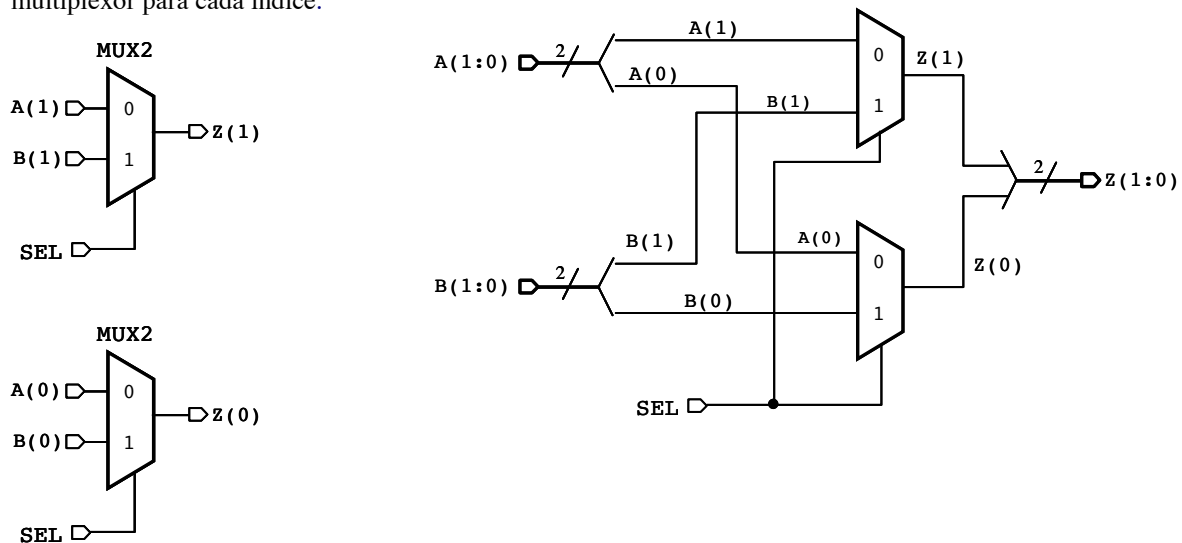 multiplexor para cada índice.
MUX2
A(1)
0
B(1)
1
Z(1)
SEL
MUX2
A(0)
0
B(0)
1
Z(0)
SEL
A(1:0)
2
A(1)
A(0)
B(1)
0
1
Z(1)
2
Z(1:0)
B(1:0)
2
B(1)
B(0)
A(0)
0
1
Z(0)
SEL